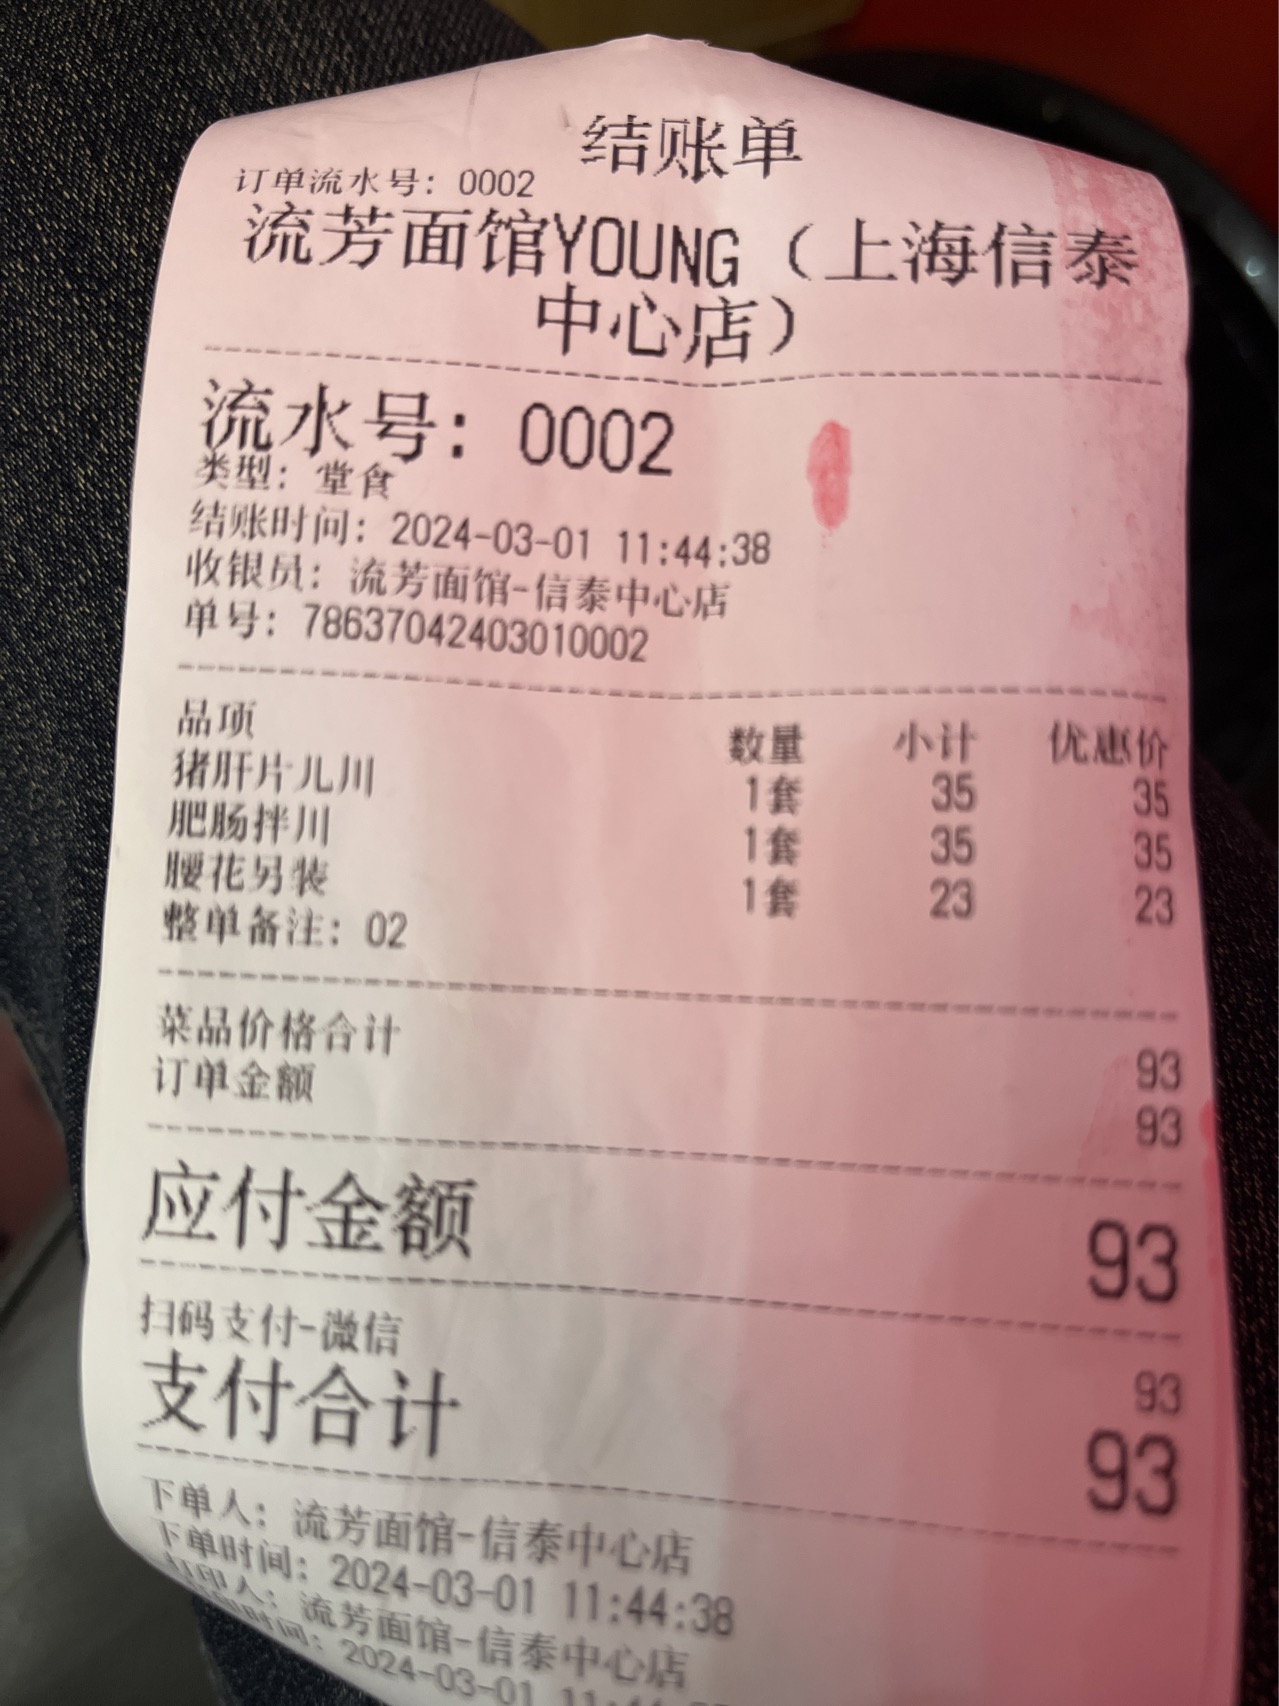 结账单
订单流水号：0002
流芳面馆YOUNG（上海信泰
中心店）
流水号：0002
类型：堂食
结账时间：2024-03-01 11:44:38
收银员：流芳面馆-信泰中心店
单号：78637042403010002
品项 数量 小计 优惠价
猪肝片儿川 1套 35 35
肥肠拌川 1套 35 35
腰花另装 1套 23 23
整单备注：02
菜品价格合计 93
订单金额 93
应付金额 93
扫码支付-微信 93
支付合计 93
下单人：流芳面馆-信泰中心店
下单时间：2024-03-01 11:44:38
印人：流芳面馆-信泰中心店
时间：2024-03-01